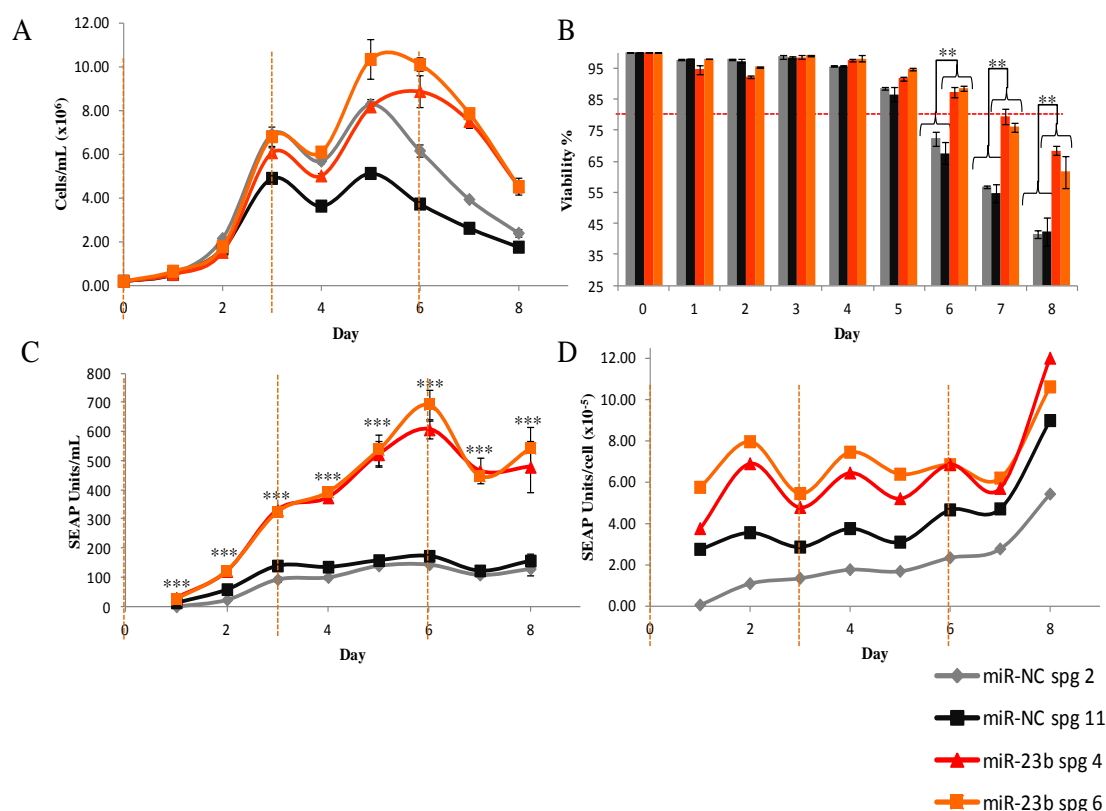 A
Cells/mL (x10⁶)
12.00
10.00
8.00
6.00
4.00
2.00
0.00
0 2 4 6 8
Day
B
Viability %
95
85
75
65
55
45
35
25
** ** **
0 1 2 3 4 5 6 7 8
Day
C
SEAP Units/mL
800
700
600
500
400
300
200
100
0
*** *** *** *** *** *** *** ***
0 2 4 6 8
Day
D
SEAP Units/cell (x10⁻⁵)
12.00
10.00
8.00
6.00
4.00
2.00
0.00
0 2 4 6 8
Day
miR-NC spg 2
miR-NC spg 11
miR-23b spg 4
miR-23b spg 6